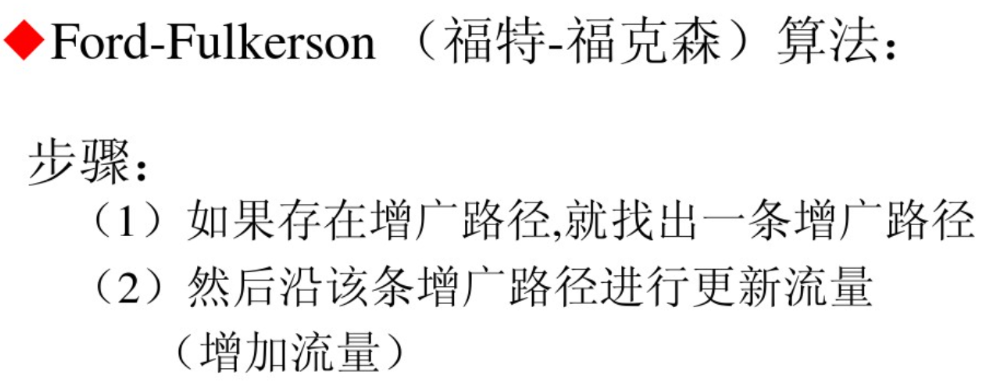 ◆Ford-Fulkerson （福特-福克森）算法：
步骤：
（1）如果存在增广路径,就找出一条增广路径
（2）然后沿该条增广路径进行更新流量
（增加流量）